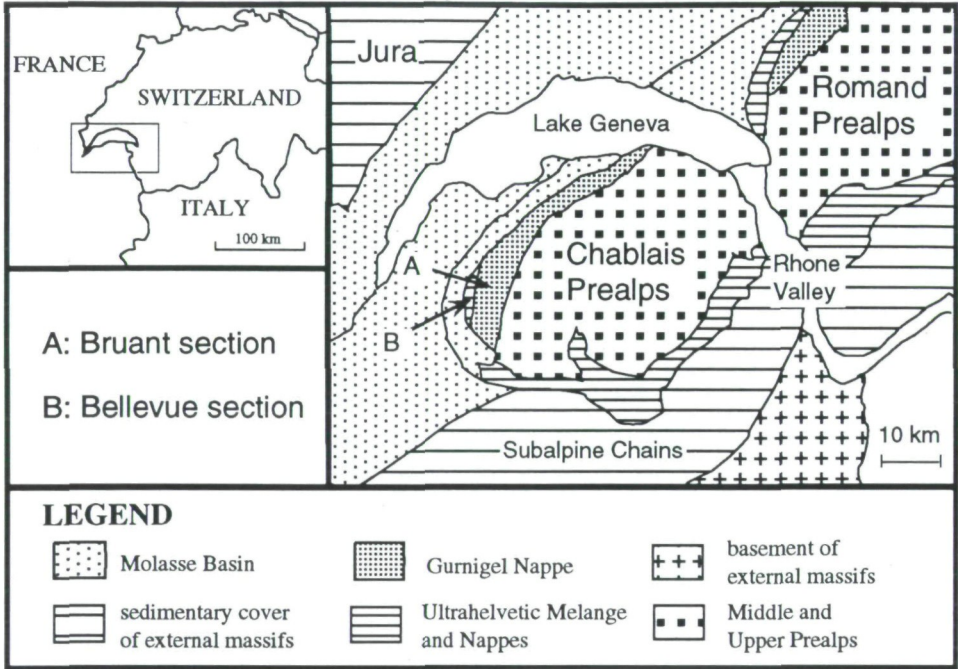 FRANCE
SWITZERLAND
ITALY
100 km
A: Bruant section
B: Bellevue section
Jura
Lake Geneva
Romand
Prealps
A
B
Chablais
Prealps
Rhone
Valley
Subalpine Chains
10 km
LEGEND
Molasse Basin
Gurnigel Nappe
basement of
external massifs
sedimentary cover
of external massifs
Ultrahelvetic Melange
and Nappes
Middle and
Upper Prealps